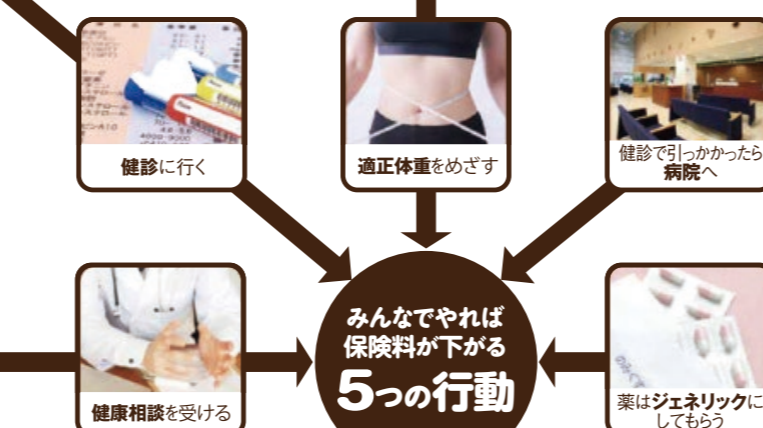 健診に行く
適正体重をめざす
健診で引っかかったら
病院へ
みんなでやれば
保険料が下がる
5つの行動
健康相談を受ける
薬はジェネリックに
してもらう